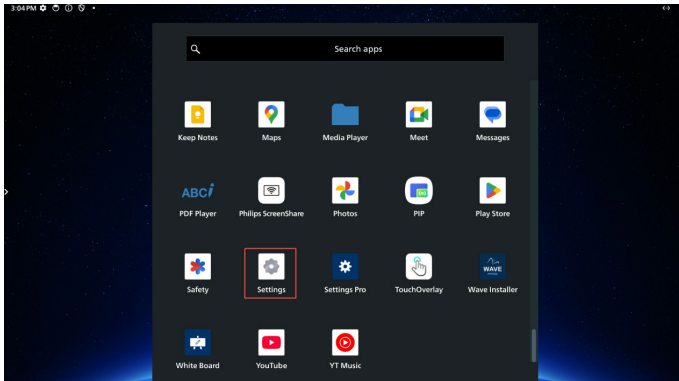 3:04 PM
Search apps
Keep Notes
Maps
Media Player
Meet
Messages
ABCi
PDF Player
Philips ScreenShare
Photos
PIP
Play Store
Safety
Settings
Settings Pro
TouchOverlay
WAVE
Wave Installer
White Board
YouTube
YT Music